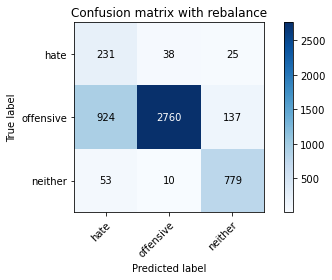 Confusion matrix with rebalance
True label
hate 231 38 25
offensive 924 2760 137
neither 53 10 779
hate offensive neither
Predicted label
2500
2000
1500
1000
500